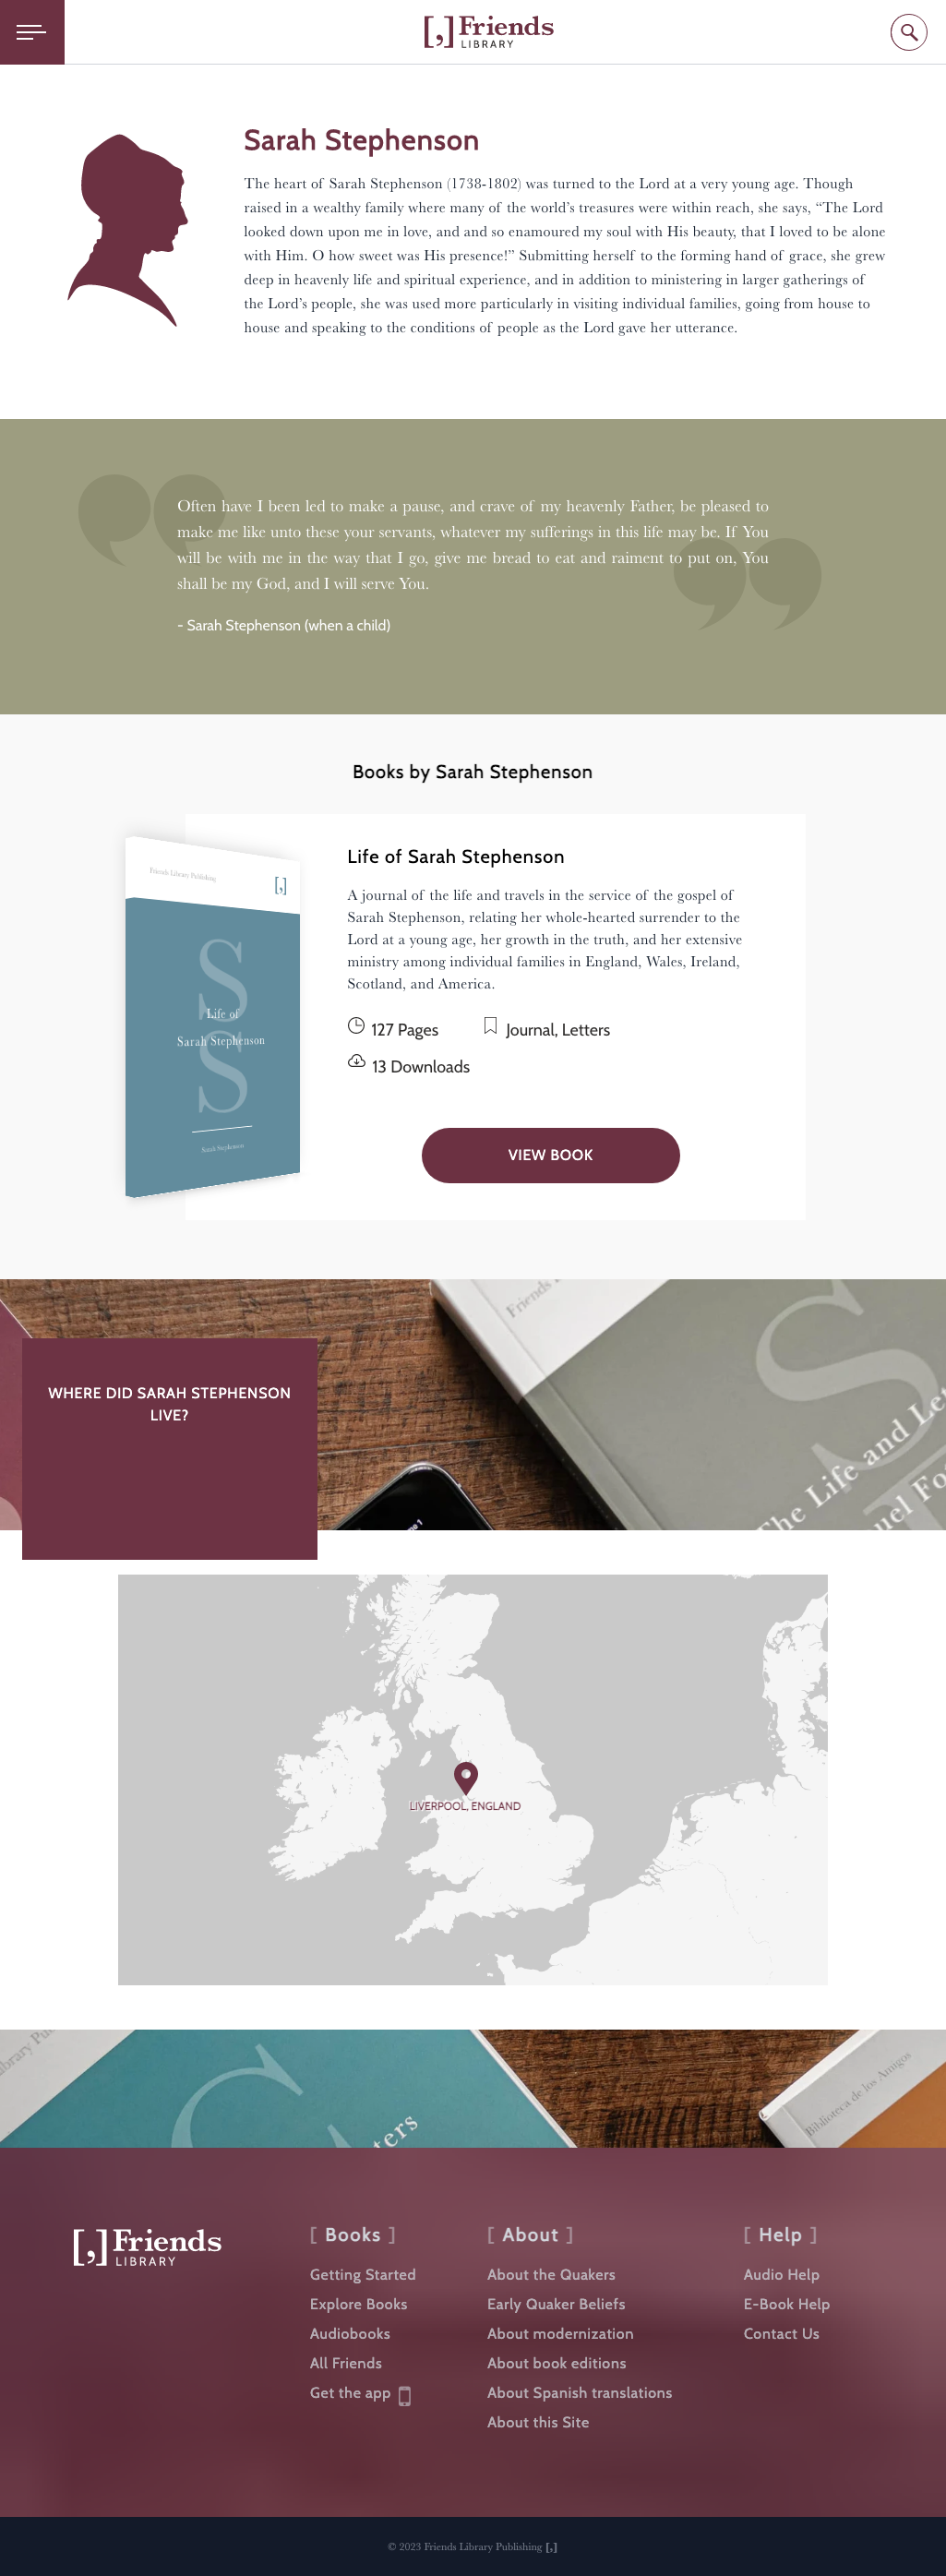 [,] Friends
LIBRARY
Sarah Stephenson
The heart of Sarah Stephenson (1738-1802) was turned to the Lord at a very young age. Though
raised in a wealthy family where many of the world’s treasures were within reach, she says, “The Lord
looked down upon me in love, and and so enamoured my soul with His beauty, that I loved to be alone
with Him. O how sweet was His presence!” Submitting herself to the forming hand of grace, she grew
deep in heavenly life and spiritual experience, and in addition to ministering in larger gatherings of
the Lord’s people, she was used more particularly in visiting individual families, going from house to
house and speaking to the conditions of people as the Lord gave her utterance.
Often have I been led to make a pause, and crave of my heavenly Father, be pleased to
make me like unto these your servants, whatever my sufferings in this life may be. If You
will be with me in the way that I go, give me bread to eat and raiment to put on, You
shall be my God, and I will serve You.
- Sarah Stephenson (when a child)
Books by Sarah Stephenson
Friends Library Publishing
[,]
S
S
Life of
Sarah Stephenson
Sarah Stephenson
Life of Sarah Stephenson
A journal of the life and travels in the service of the gospel of
Sarah Stephenson, relating her whole-hearted surrender to the
Lord at a young age, her growth in the truth, and her extensive
ministry among individual families in England, Wales, Ireland,
Scotland, and America.
127 Pages
Journal, Letters
13 Downloads
VIEW BOOK
Friends
S
The Life and Let
uel Fo
WHERE DID SARAH STEPHENSON
LIVE?
LIVERPOOL, ENGLAND
ibrary Pu
ters
Biblioteca de los Amigos
[,] Friends
LIBRARY
[ Books ]
Getting Started
Explore Books
Audiobooks
All Friends
Get the app
[ About ]
About the Quakers
Early Quaker Beliefs
About modernization
About book editions
About Spanish translations
About this Site
[ Help ]
Audio Help
E-Book Help
Contact Us
© 2023 Friends Library Publishing [,]